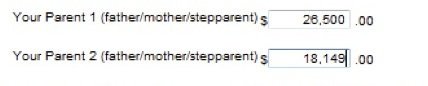 Your Parent 1 (father/mother/stepparent) $ 26,500 .00
Your Parent 2 (father/mother/stepparent) $ 18,149 .00